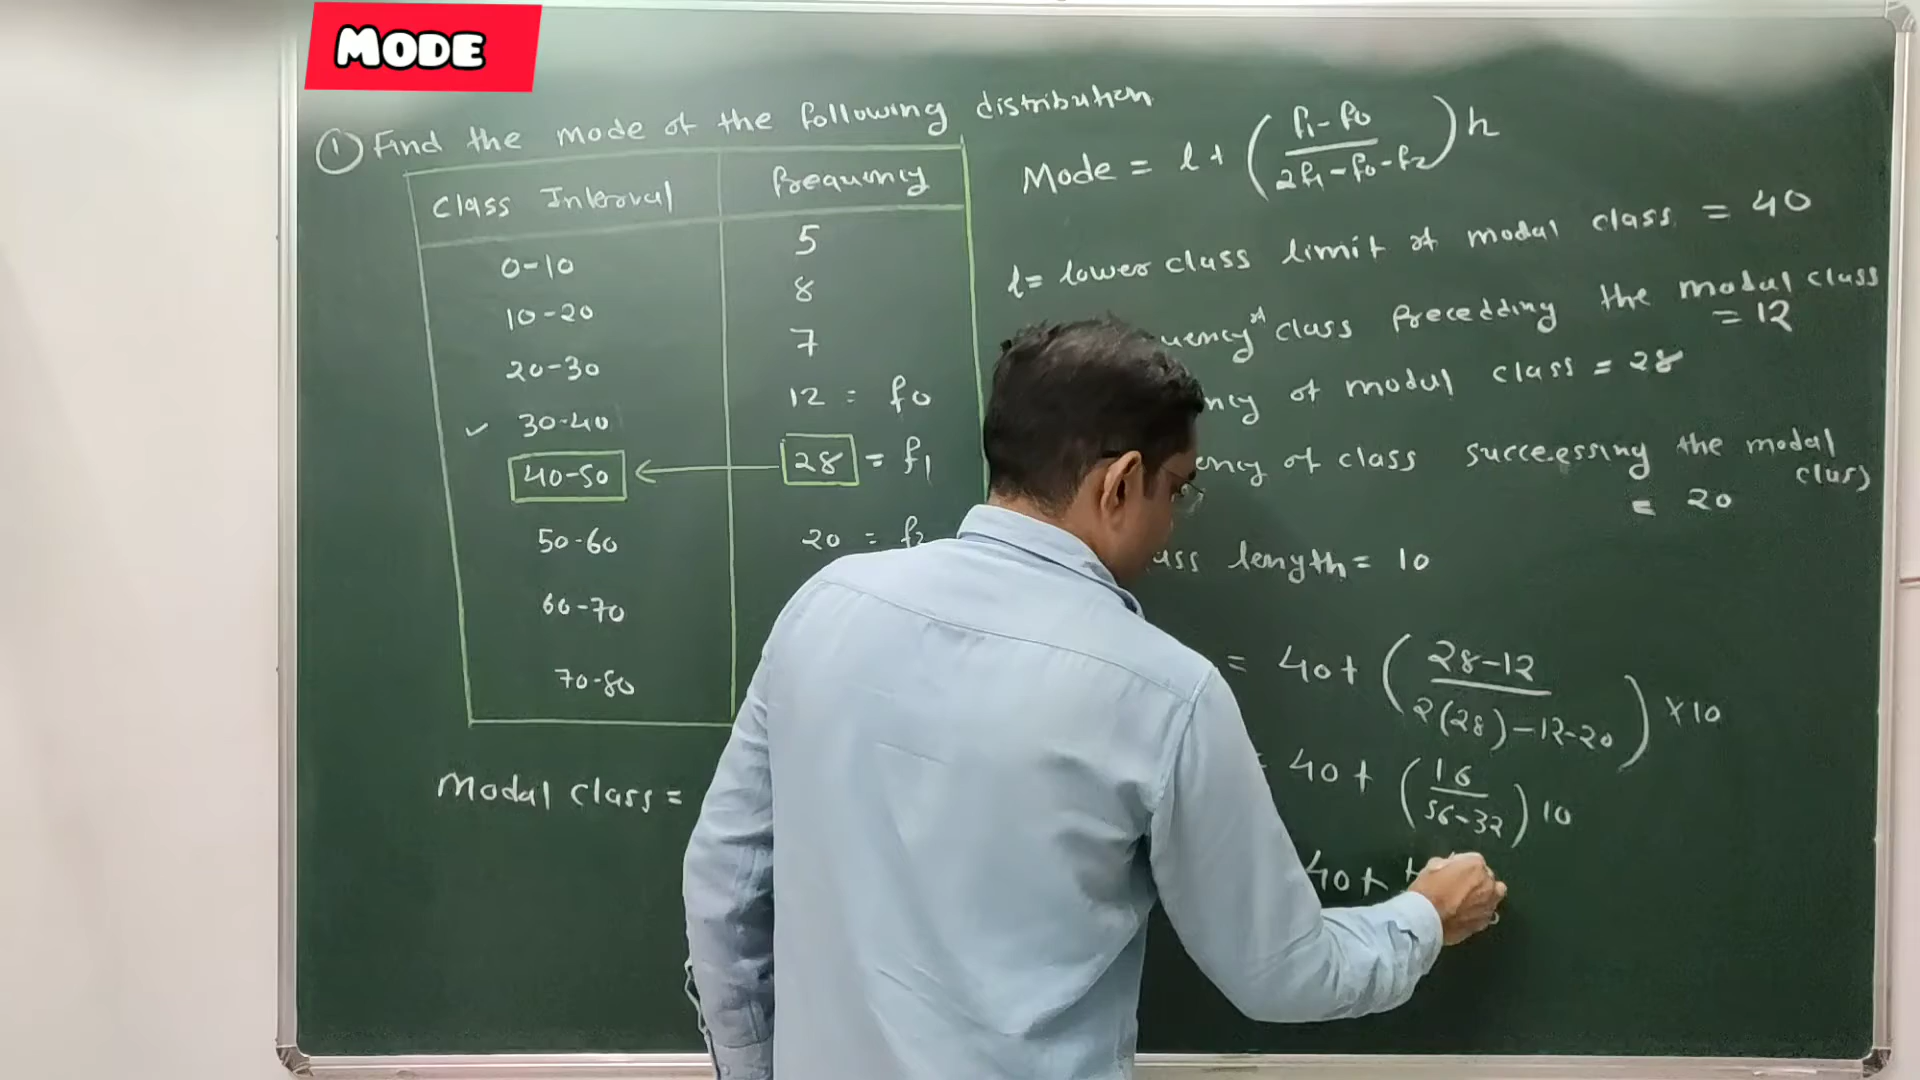 MODE
① Find the mode of the following distribution
Class Interval Frequency
0-10 5
10-20 8
20-30 7
✓ 30-40 12 = f0
40-50 28 = f1
50-60 20 = f2
60-70
70-80
Modal class =
Mode = l + (f1 - f0 / 2f1 - f0 - f2) h
l = lower class limit of modal class = 40
of class Precedding the modal class
= 12
of modal class = 28
of class successing the modal
class
= 20
length = 10
= 40 + (28-12 / 2(28) - 12-20) × 10
40 + (16 / 56-32) 10
40 +